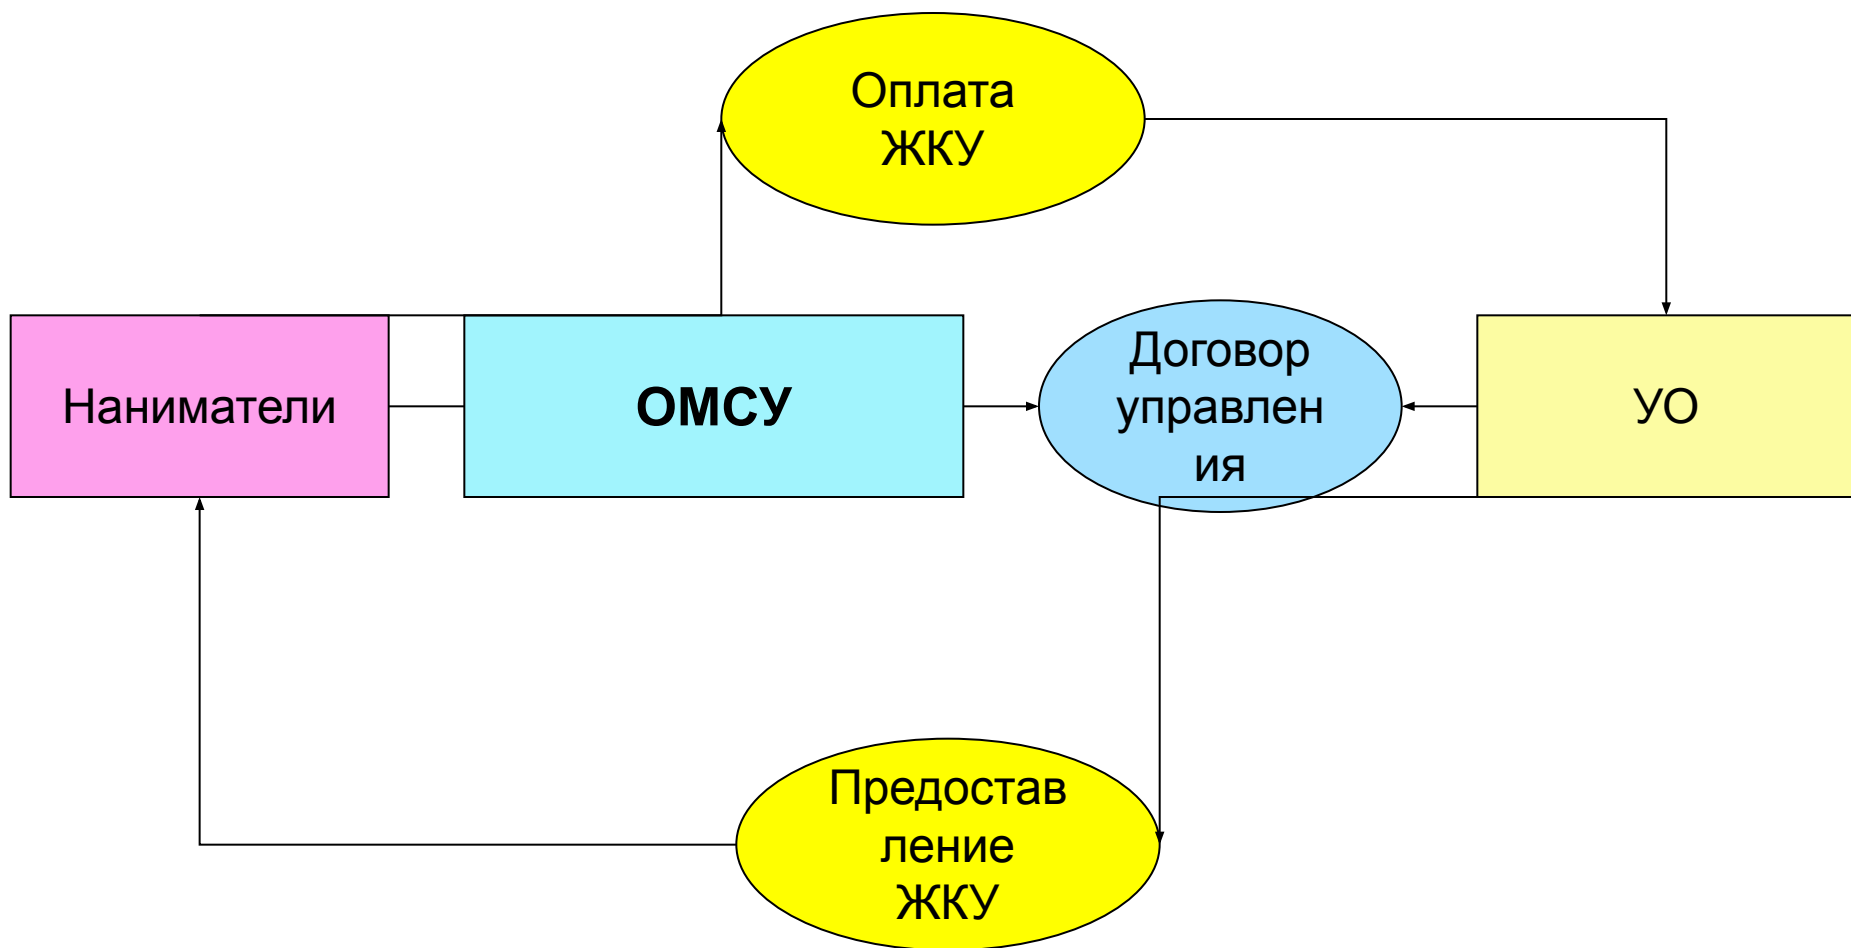 Оплата
ЖКУ
Наниматели
ОМСУ
Договор
управлен
ия
УО
Предостав
ление
ЖКУ